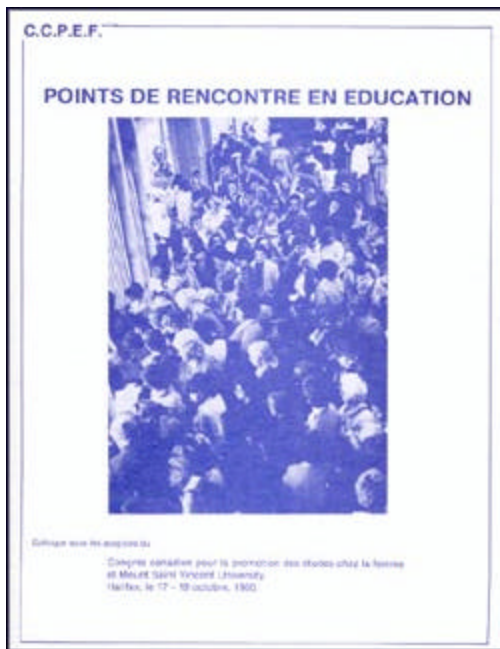 C.C.P.E.F.
POINTS DE RENCONTRE EN EDUCATION
Colloque sous les auspices du
Congrès canadien pour la promotion des études chez la femme
et Mount Saint Vincent University
Halifax, le 17 - 19 octobre, 1980.